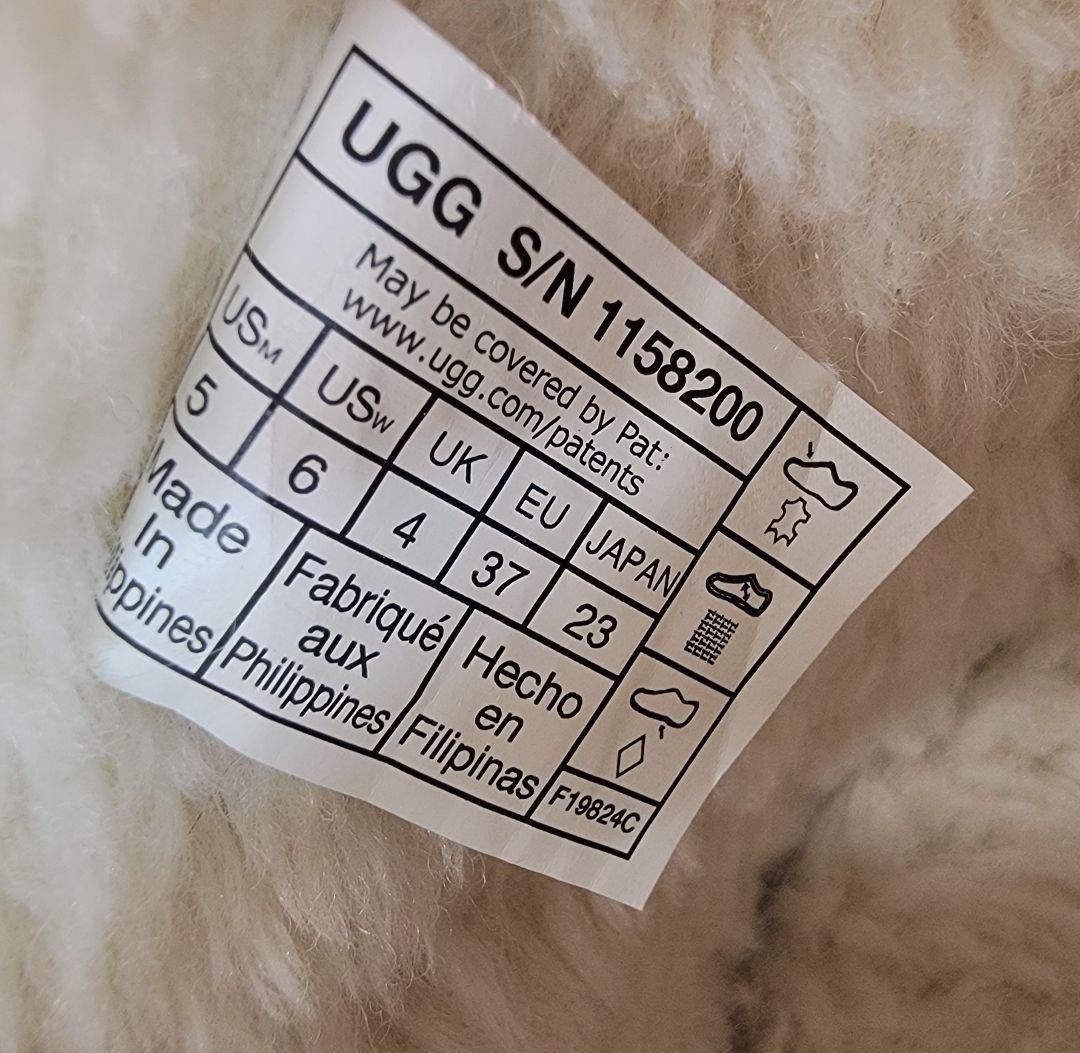 UGG S/N 1158200
May be covered by Pat:
www.ugg.com/patents
USM USW UK EU JAPAN
5 6 4 37 23
Made
In
Fabriqué
aux
Philippines
Hecho
en
Filipinas
F19824C